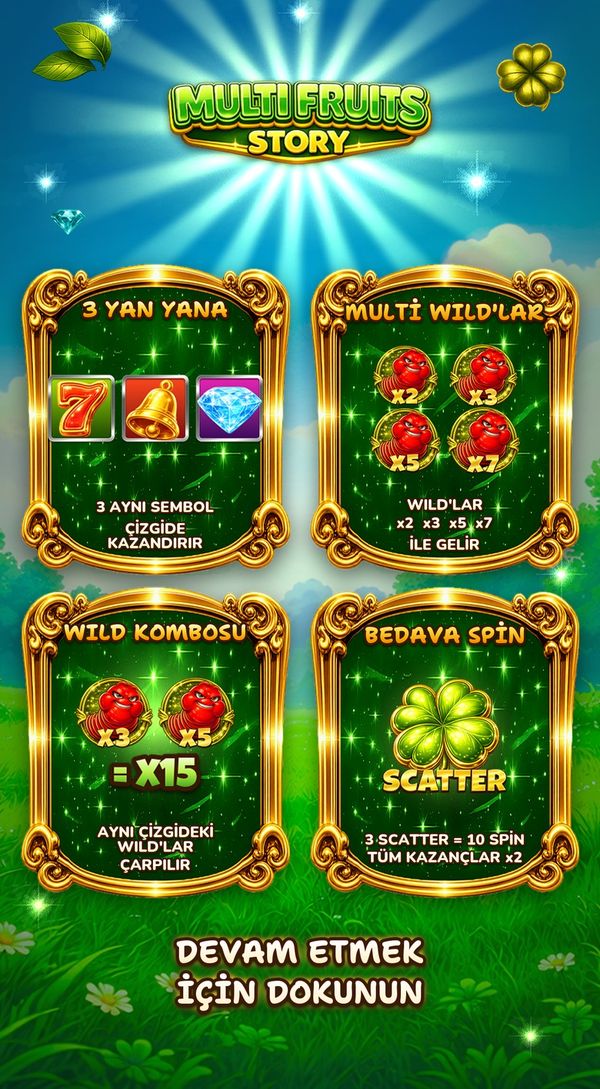 MULTI FRUITS
STORY
3 YAN YANA
7
3 AYNI SEMBOL
ÇİZGİDE
KAZANDIRIR
MULTİ WILD'LAR
X2 X3
X5 X7
WILD'LAR
x2 x3 x5 x7
İLE GELİR
WILD KOMBOSU
X3 X5
= X15
AYNI ÇİZGİDEKİ
WILD'LAR
ÇARPILIR
BEDAVA SPİN
SCATTER
3 SCATTER = 10 SPİN
TÜM KAZANÇLAR x2
DEVAM ETMEK
İÇİN DOKUNUN